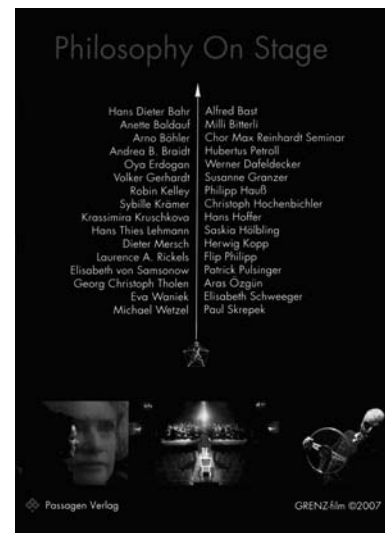 Philosophy On Stage
Hans Dieter Bahr
Anette Baldauf
Arno Böhler
Andrea B. Braidt
Oya Erdogan
Volker Gerhardt
Robin Kelley
Sybille Krämer
Krassimira Kruschkova
Hans Thies Lehmann
Dieter Mersch
Laurence A. Rickels
Elisabeth von Samsonow
Georg Christoph Tholen
Eva Waniek
Michael Wetzel
Alfred Bast
Milli Bitterli
Chor Max Reinhardt Seminar
Hubertus Petroll
Werner Dafeldecker
Susanne Granzer
Philipp Hauß
Christoph Hochenbichler
Hans Hoffer
Saskia Hölbling
Herwig Kopp
Flip Philipp
Patrick Pulsinger
Aras Özgün
Elisabeth Schweeger
Paul Skrepek
Passagen Verlag
GRENZ-film ©2007